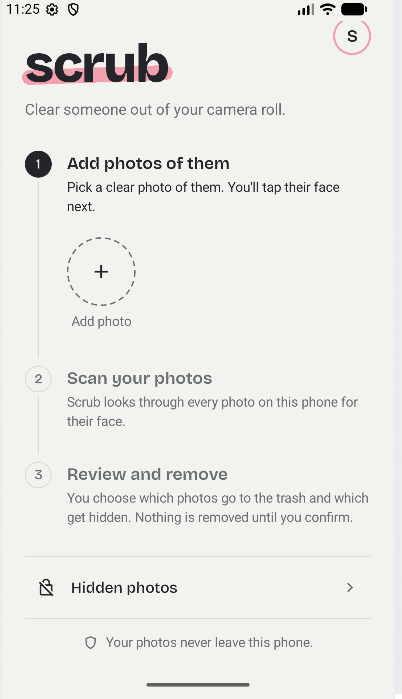 11:25
scrub
S
Clear someone out of your camera roll.
1
Add photos of them
Pick a clear photo of them. You'll tap their face
next.
+
Add photo
2
Scan your photos
Scrub looks through every photo on this phone for
their face.
3
Review and remove
You choose which photos go to the trash and which
get hidden. Nothing is removed until you confirm.
Hidden photos
Your photos never leave this phone.